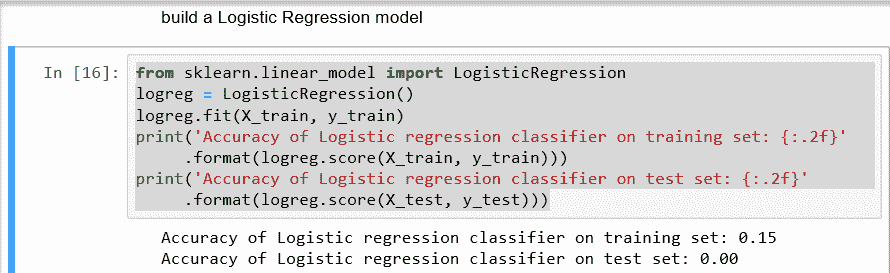 build a Logistic Regression model
In [16]: from sklearn.linear_model import LogisticRegression
logreg = LogisticRegression()
logreg.fit(X_train, y_train)
print('Accuracy of Logistic regression classifier on training set: {:.2f}'
     .format(logreg.score(X_train, y_train)))
print('Accuracy of Logistic regression classifier on test set: {:.2f}'
     .format(logreg.score(X_test, y_test)))
Accuracy of Logistic regression classifier on training set: 0.15
Accuracy of Logistic regression classifier on test set: 0.00